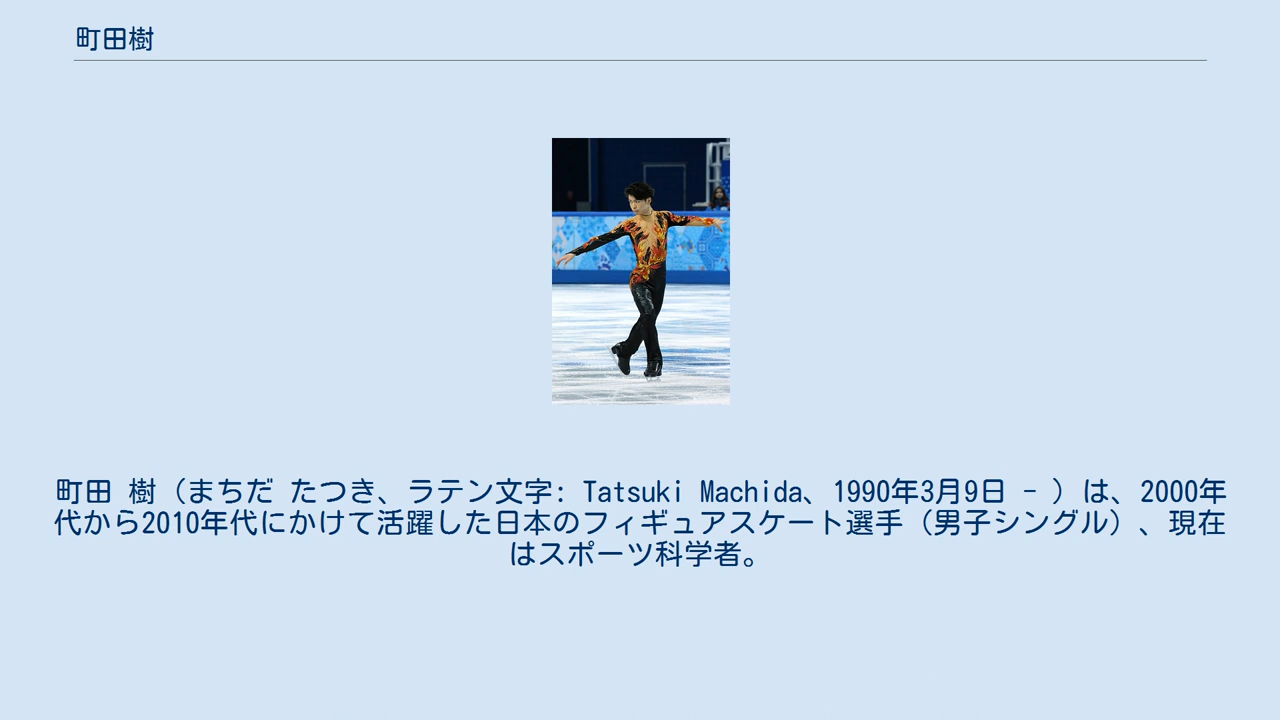 町田樹
町田 樹（まちだ たつき、ラテン文字: Tatsuki Machida、1990年3月9日 - ）は、2000年
代から2010年代にかけて活躍した日本のフィギュアスケート選手（男子シングル）、現在
はスポーツ科学者。